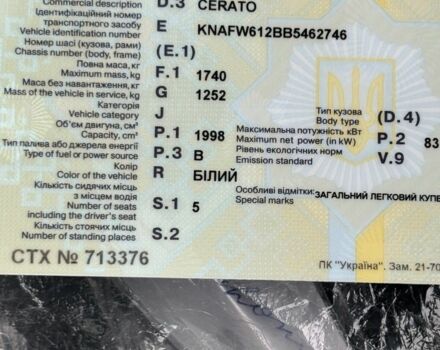 Commercial description D.3 CERATO
Ідентифікаційний номер
транспортного засобу E KNAFW612BB5462746
Vehicle identification number
Номер шасі (кузова, рами) (E.1)
Chassis number (body, frame)
Повна маса, кг F.1 1740
Maximum mass, kg
Маса без навантаження, кг G 1252
Mass of the vehicle in service, kg
Категорія J
Vehicle category
Об'єм двигуна, см³ P.1 1998
Capacity, cm³
Тип палива або джерела енергії P.3 B
Type of fuel or power source
Колір R БІЛИЙ
Color of the vehicle
Кількість сидячих місць
з місцем водія S.1 5
Number of seats
including the driver's seat
Кількість стоячих місць S.2
Number of standing places
Тип кузова (D.4)
Body type
Максимальна потужність кВт P.2 83
Maximum net power (in kW)
Рівень екологічних норм V.9
Emission standard
Особливі відмітки: ЗАГАЛЬНИЙ ЛЕГКОВИЙ КУПЕ
Special marks
СТХ № 713376
ПК "Україна". Зам. 21-70